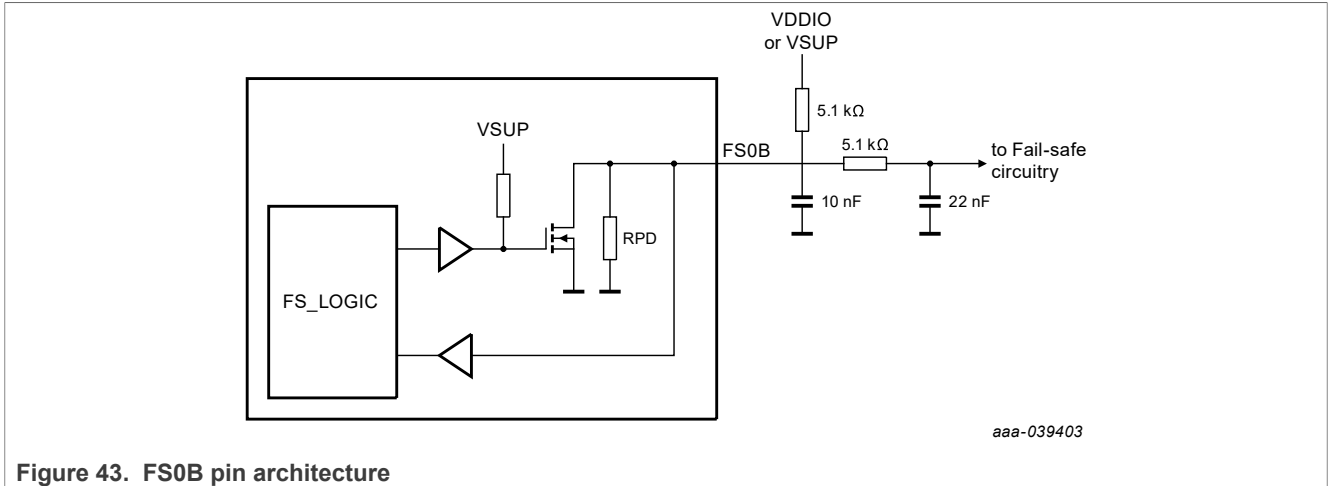 VDDIO
or VSUP
5.1 kΩ
VSUP
FS0B
5.1 kΩ
to Fail-safe
circuitry
10 nF
22 nF
RPD
FS_LOGIC
aaa-039403
Figure 43. FS0B pin architecture